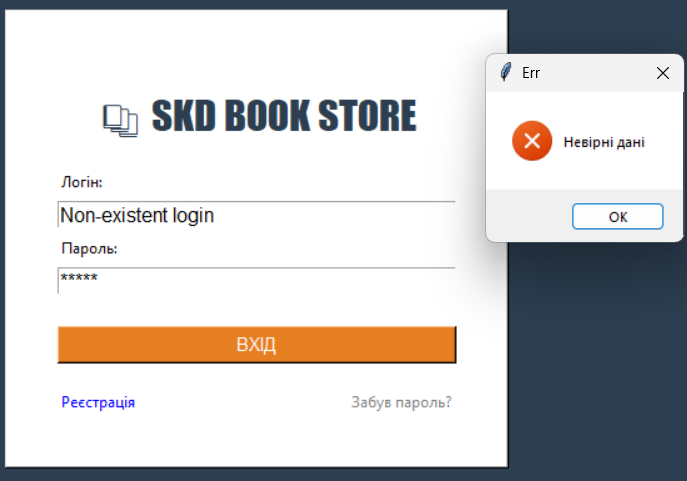 SKD BOOK STORE
Логін:
Non-existent login
Пароль:
*****
ВХІД
Реєстрація
Забув пароль?
Err
Невірні дані
OK